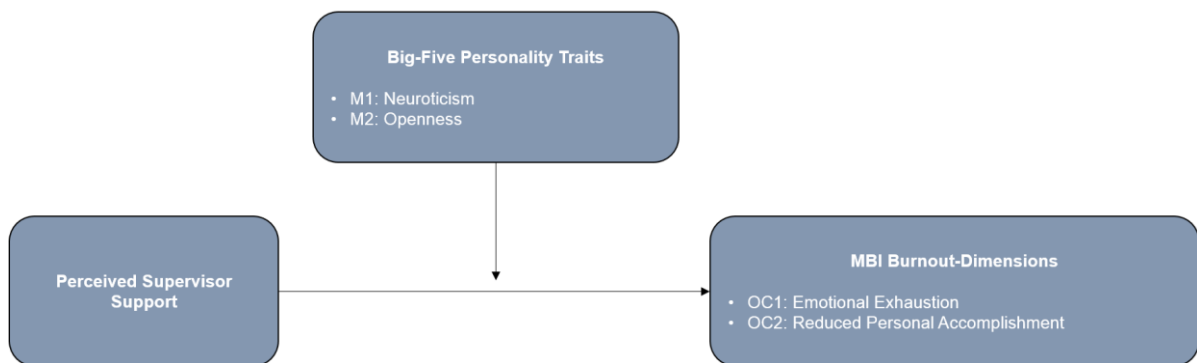 Big-Five Personality Traits
• M1: Neuroticism
• M2: Openness
Perceived Supervisor
Support
MBI Burnout-Dimensions
• OC1: Emotional Exhaustion
• OC2: Reduced Personal Accomplishment